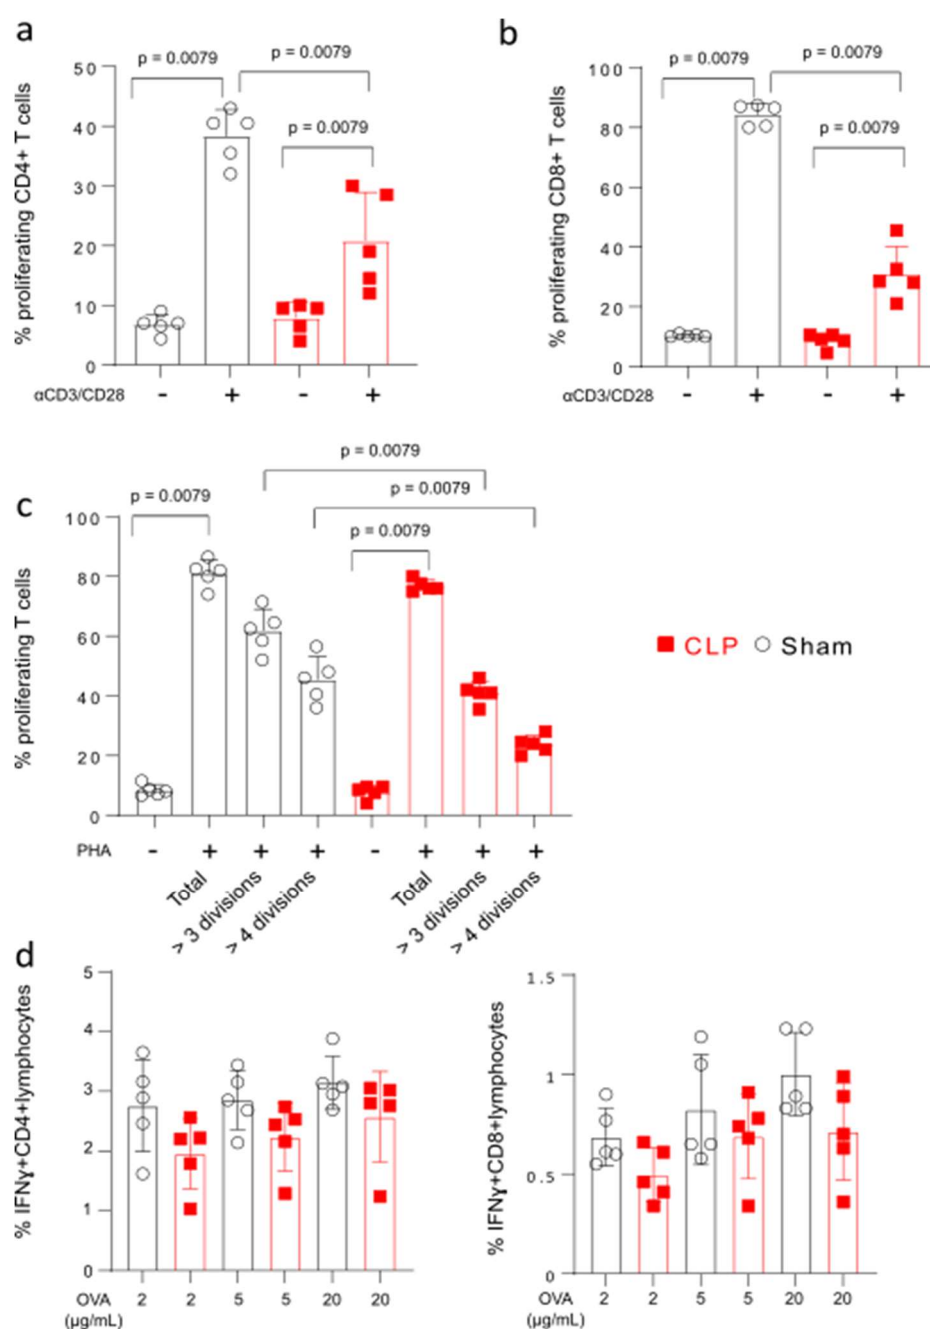 a
p = 0.0079
p = 0.0079
p = 0.0079
% proliferating CD4+ T cells
50
40
30
20
10
0
αCD3/CD28 - + - +
b
p = 0.0079
p = 0.0079
p = 0.0079
% proliferating CD8+ T cells
100
80
60
40
20
0
αCD3/CD28 - + - +
c
p = 0.0079
p = 0.0079
p = 0.0079
p = 0.0079
% proliferating T cells
100
80
60
40
20
0
PHA - + + + - + + +
Total
> 3 divisions
> 4 divisions
Total
> 3 divisions
> 4 divisions
CLP Sham
d
% IFNɣ+CD4+lymphocytes
5
4
3
2
1
0
OVA 2 2 5 5 20 20
(µg/mL)
% IFNɣ+CD8+lymphocytes
1.5
1
0.5
0
OVA 2 2 5 5 20 20
(µg/mL)